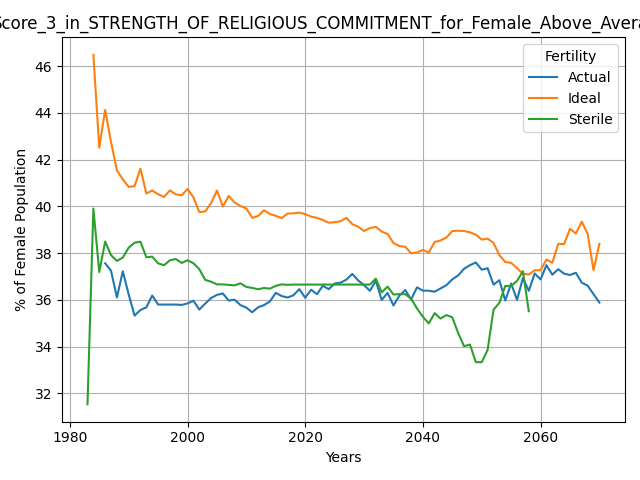 Score_3_in_STRENGTH_OF_RELIGIOUS_COMMITMENT_for_Female_Above_Avera
Fertility
Actual
Ideal
Sterile
% of Female Population
46
44
42
40
38
36
34
32
1980
2000
2020
2040
2060
Years